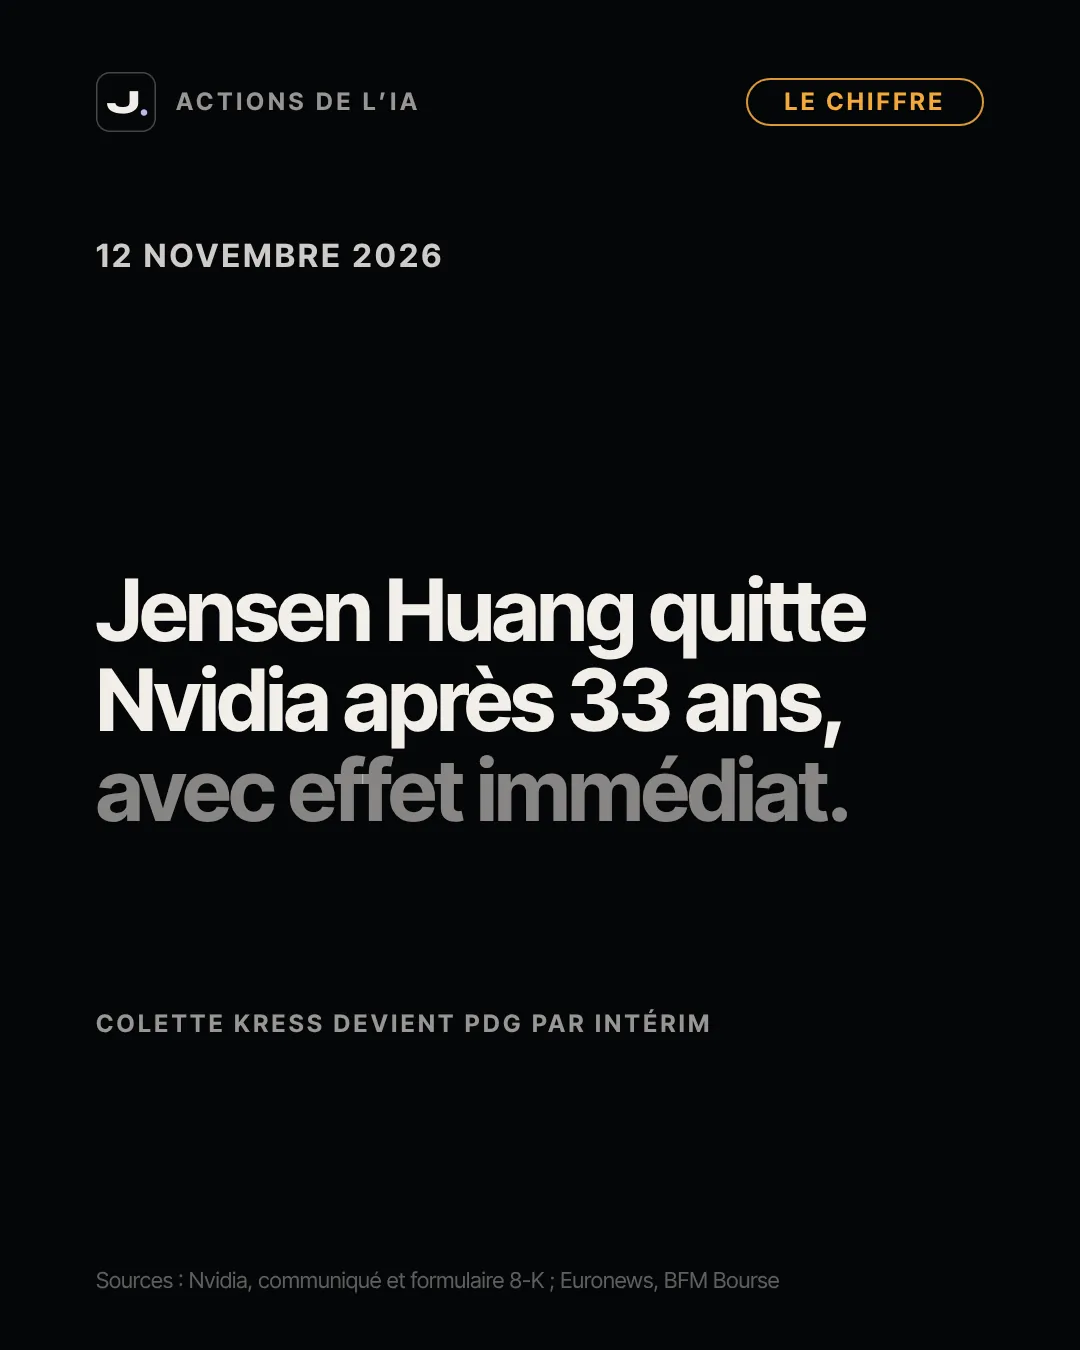 J.
ACTIONS DE L’IA
LE CHIFFRE
12 NOVEMBRE 2026
Jensen Huang quitte
Nvidia après 33 ans,
avec effet immédiat.
COLETTE KRESS DEVIENT PDG PAR INTÉRIM
Sources : Nvidia, communiqué et formulaire 8-K ; Euronews, BFM Bourse